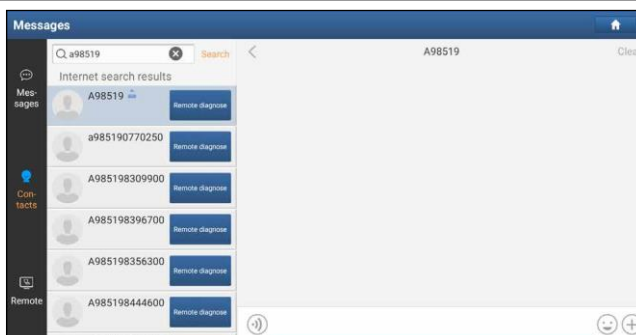 Messages
a98519
Search
A98519
Clea
Internet search results
Mes-
sages
A98519
Remote diagnose
a985190770250
Remote diagnose
Con-
tacts
A985198309900
Remote diagnose
A985198396700
Remote diagnose
A985198356300
Remote diagnose
Remote
A985198444600
Remote diagnose